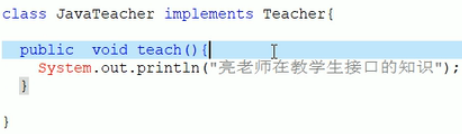 class JavaTeacher implements Teacher{
public  void teach(){
System.out.println("亮老师在教学生接口的知识");
}
}